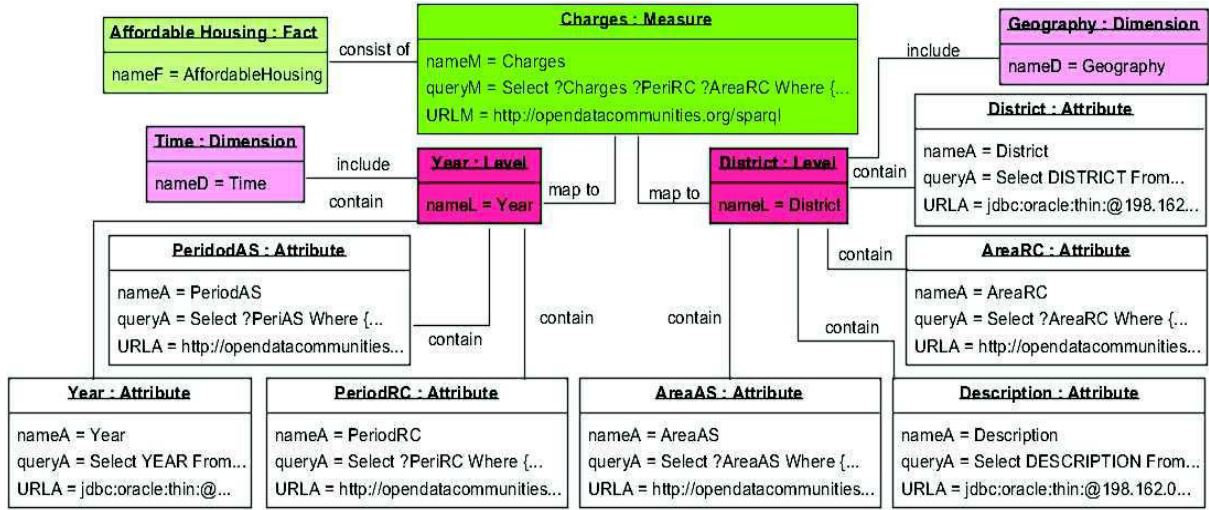 Affordable Housing : Fact
nameF = AffordableHousing
consist of
Charges : Measure
nameM = Charges
queryM = Select ?Charges ?PeriRC ?AreaRC Where {...
URLM = http://opendatacommunities.org/sparql
include
Geography : Dimension
nameD = Geography
Time : Dimension
nameD = Time
include
contain
Year : Level
nameL = Year
map to
map to
District : Level
nameL = District
contain
District : Attribute
nameA = District
queryA = Select DISTRICT From...
URLA = jdbc:oracle:thin:@198.162...
PeridodAS : Attribute
nameA = PeriodAS
queryA = Select ?PeriAS Where {...
URLA = http://opendatacommunities...
contain
contain
contain
contain
contain
AreaRC : Attribute
nameA = AreaRC
queryA = Select ?AreaRC Where {...
URLA = http://opendatacommunities...
Year : Attribute
nameA = Year
queryA = Select YEAR From...
URLA = jdbc:oracle:thin:@...
PeriodRC : Attribute
nameA = PeriodRC
queryA = Select ?PeriRC Where {...
URLA = http://opendatacommunities...
AreaAS : Attribute
nameA = AreaAS
queryA = Select ?AreaAS Where {...
URLA = http://opendatacommunities...
Description : Attribute
nameA = Description
queryA = Select DESCRIPTION From...
URLA = jdbc:oracle:thin:@198.162.0...